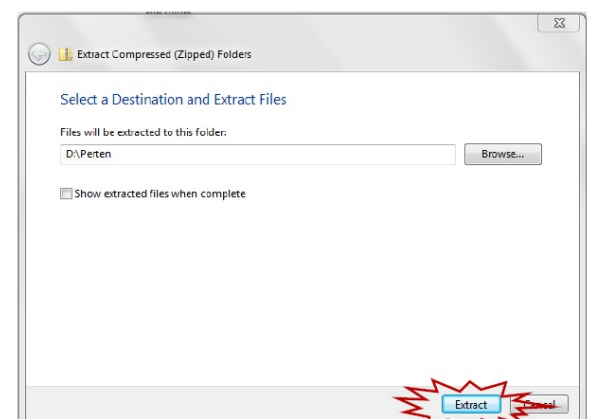 Extract Compressed (Zipped) Folders
Select a Destination and Extract Files
Files will be extracted to this folder:
D:\Perten
Browse...
Show extracted files when complete
Extract
Cancel